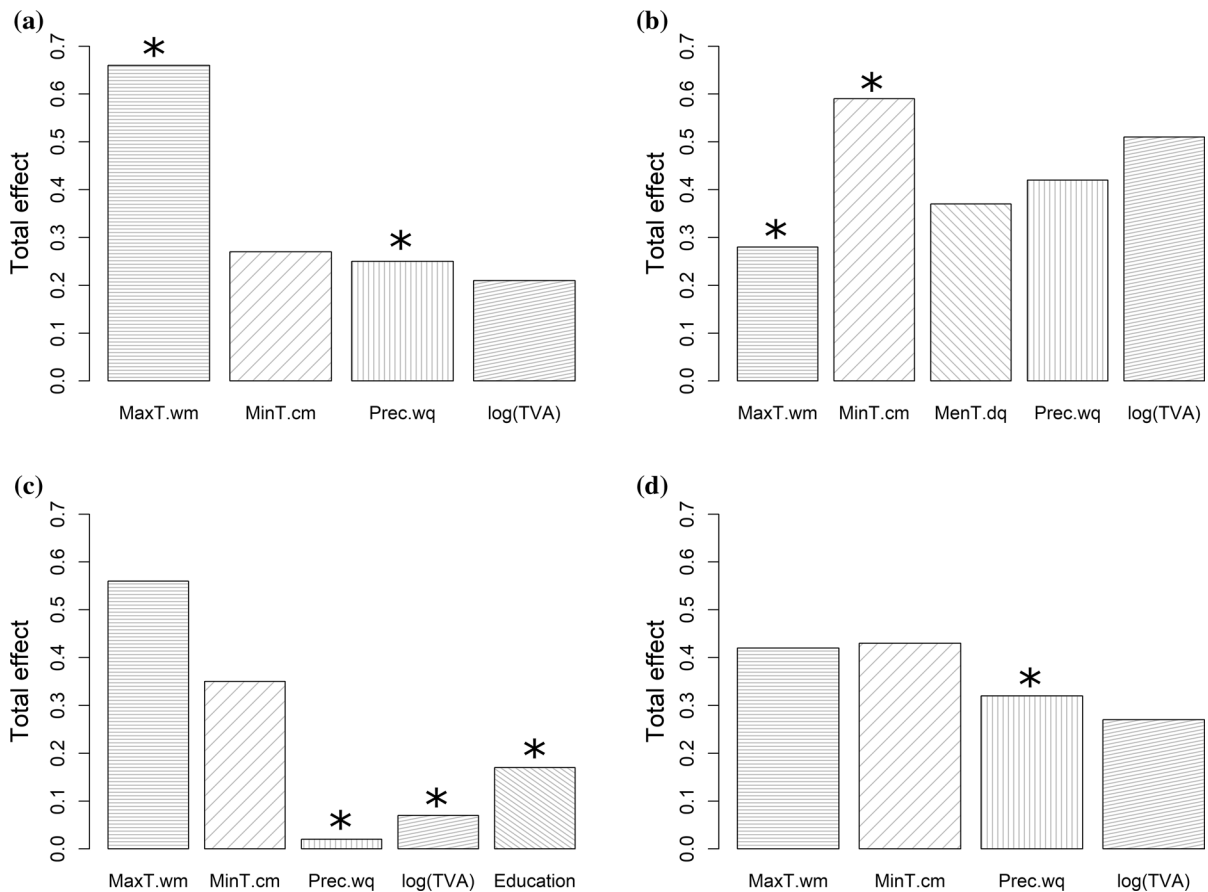 (a)
Total effect
0.0 0.1 0.2 0.3 0.4 0.5 0.6 0.7
* *
MaxT.wm MinT.cm Prec.wq log(TVA)
(b)
Total effect
0.0 0.1 0.2 0.3 0.4 0.5 0.6 0.7
* *
MaxT.wm MinT.cm MenT.dq Prec.wq log(TVA)
(c)
Total effect
0.0 0.1 0.2 0.3 0.4 0.5 0.6 0.7
* * *
MaxT.wm MinT.cm Prec.wq log(TVA) Education
(d)
Total effect
0.0 0.1 0.2 0.3 0.4 0.5 0.6 0.7
*
MaxT.wm MinT.cm Prec.wq log(TVA)